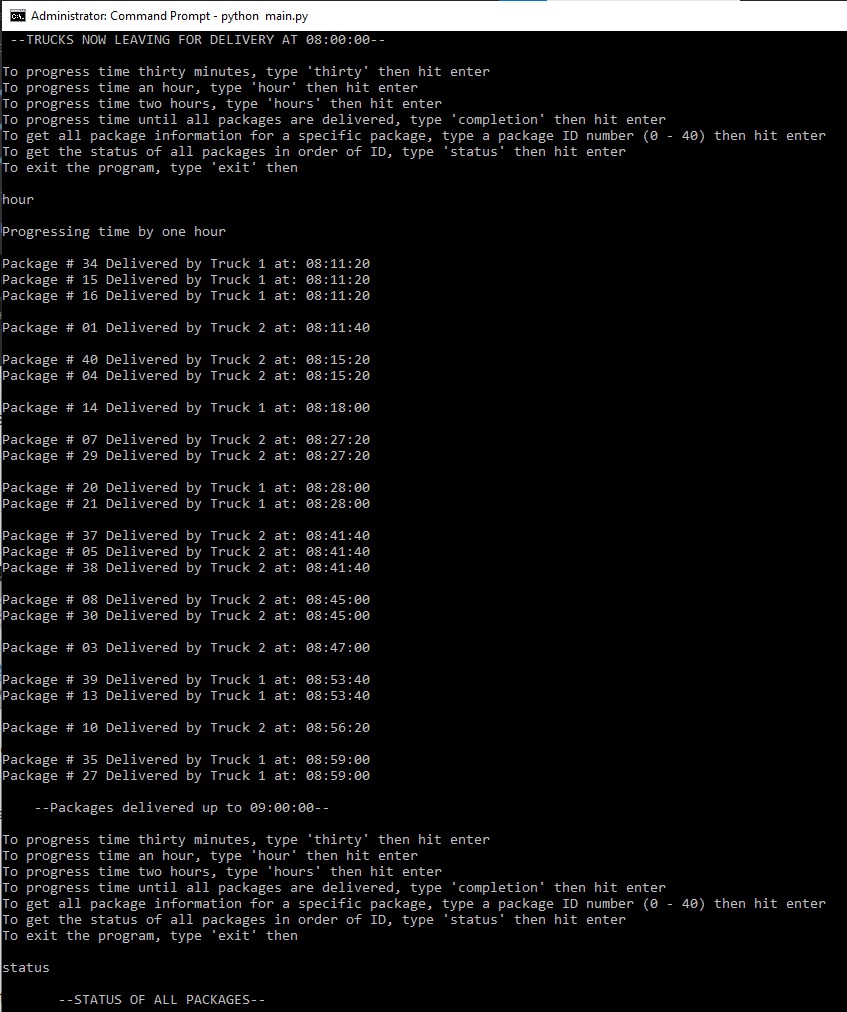 Administrator: Command Prompt - python  main.py
--TRUCKS NOW LEAVING FOR DELIVERY AT 08:00:00--
To progress time thirty minutes, type 'thirty' then hit enter
To progress time an hour, type 'hour' then hit enter
To progress time two hours, type 'hours' then hit enter
To progress time until all packages are delivered, type 'completion' then hit enter
To get all package information for a specific package, type a package ID number (0 - 40) then hit enter
To get the status of all packages in order of ID, type 'status' then hit enter
To exit the program, type 'exit' then
hour
Progressing time by one hour
Package # 34 Delivered by Truck 1 at: 08:11:20
Package # 15 Delivered by Truck 1 at: 08:11:20
Package # 16 Delivered by Truck 1 at: 08:11:20
Package # 01 Delivered by Truck 2 at: 08:11:40
Package # 40 Delivered by Truck 2 at: 08:15:20
Package # 04 Delivered by Truck 2 at: 08:15:20
Package # 14 Delivered by Truck 1 at: 08:18:00
Package # 07 Delivered by Truck 2 at: 08:27:20
Package # 29 Delivered by Truck 2 at: 08:27:20
Package # 20 Delivered by Truck 1 at: 08:28:00
Package # 21 Delivered by Truck 1 at: 08:28:00
Package # 37 Delivered by Truck 2 at: 08:41:40
Package # 05 Delivered by Truck 2 at: 08:41:40
Package # 38 Delivered by Truck 2 at: 08:41:40
Package # 08 Delivered by Truck 2 at: 08:45:00
Package # 30 Delivered by Truck 2 at: 08:45:00
Package # 03 Delivered by Truck 2 at: 08:47:00
Package # 39 Delivered by Truck 1 at: 08:53:40
Package # 13 Delivered by Truck 1 at: 08:53:40
Package # 10 Delivered by Truck 2 at: 08:56:20
Package # 35 Delivered by Truck 1 at: 08:59:00
Package # 27 Delivered by Truck 1 at: 08:59:00
--Packages delivered up to 09:00:00--
To progress time thirty minutes, type 'thirty' then hit enter
To progress time an hour, type 'hour' then hit enter
To progress time two hours, type 'hours' then hit enter
To progress time until all packages are delivered, type 'completion' then hit enter
To get all package information for a specific package, type a package ID number (0 - 40) then hit enter
To get the status of all packages in order of ID, type 'status' then hit enter
To exit the program, type 'exit' then
status
--STATUS OF ALL PACKAGES--